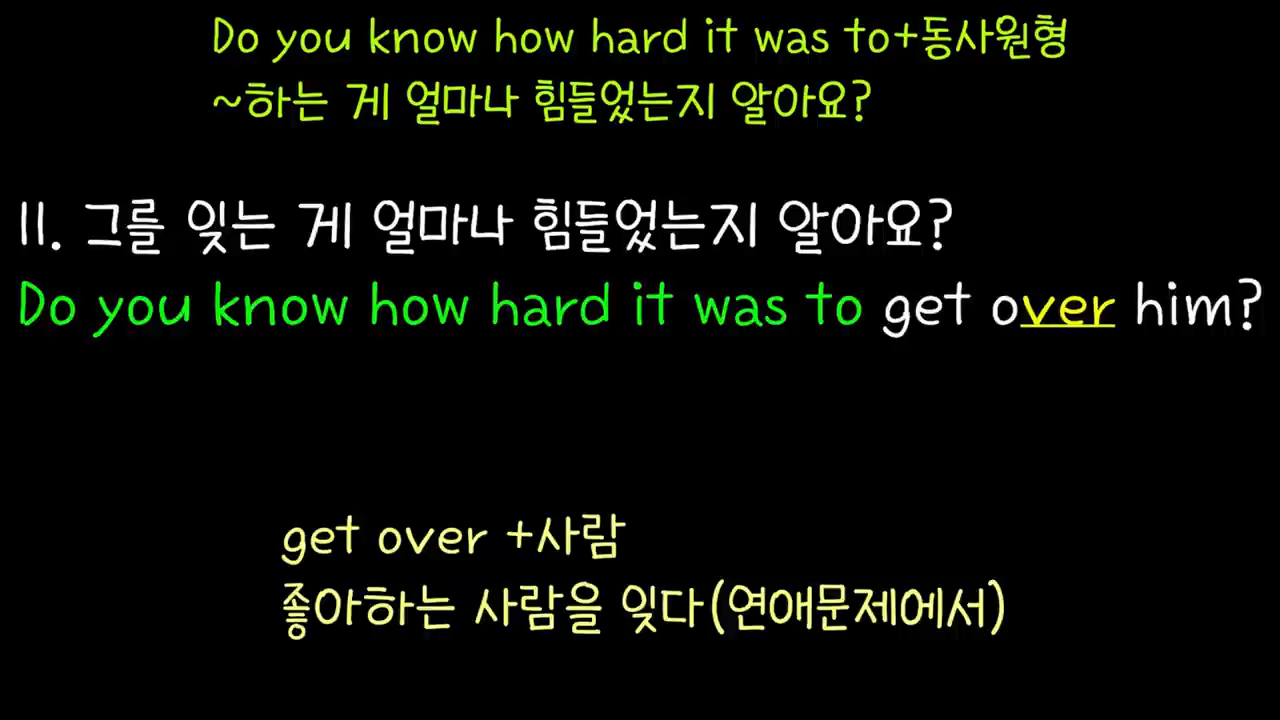 Do you know how hard it was to+동사원형
~하는 게 얼마나 힘들었는지 알아요?
11. 그를 잊는 게 얼마나 힘들었는지 알아요?
Do you know how hard it was to get over him?
get over +사람
좋아하는 사람을 잊다(연애문제에서)